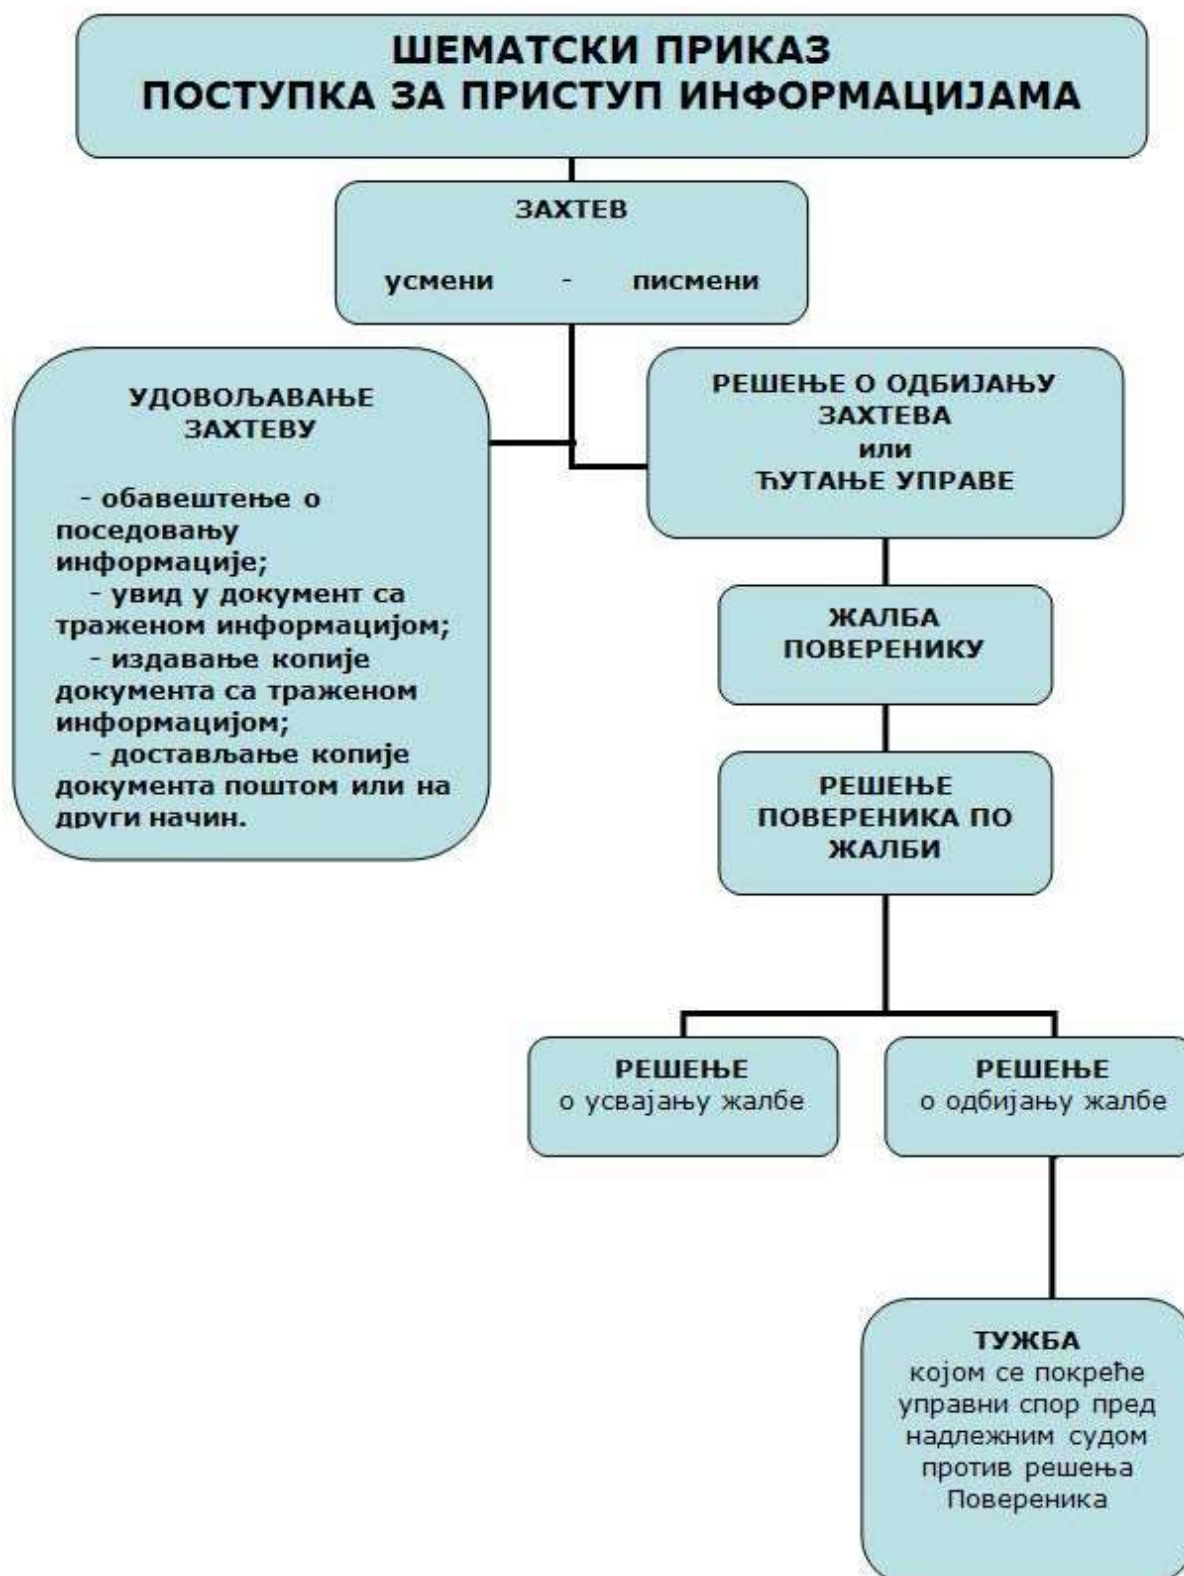 ШЕМАТСКИ ПРИКАЗ
ПОСТУПКА ЗА ПРИСТУП ИНФОРМАЦИЈАМА
ЗАХТЕВ
усмени - писмени
УДОВОЉАВАЊЕ
ЗАХТЕВУ
- обавештење о
поседовању
информације;
- увид у документ са
траженом информацијом;
- издавање копије
документа са траженом
информацијом;
- достављање копије
документа поштом или на
други начин.
РЕШЕЊЕ О ОДБИЈАЊУ
ЗАХТЕВА
или
ЋУТАЊЕ УПРАВЕ
ЖАЛБА
ПОВЕРЕНИКУ
РЕШЕЊЕ
ПОВЕРЕНИКА ПО
ЖАЛБИ
РЕШЕЊЕ
о усвајању жалбе
РЕШЕЊЕ
о одбијању жалбе
ТУЖБА
којом се покреће
управни спор пред
надлежним судом
против решења
Повереника